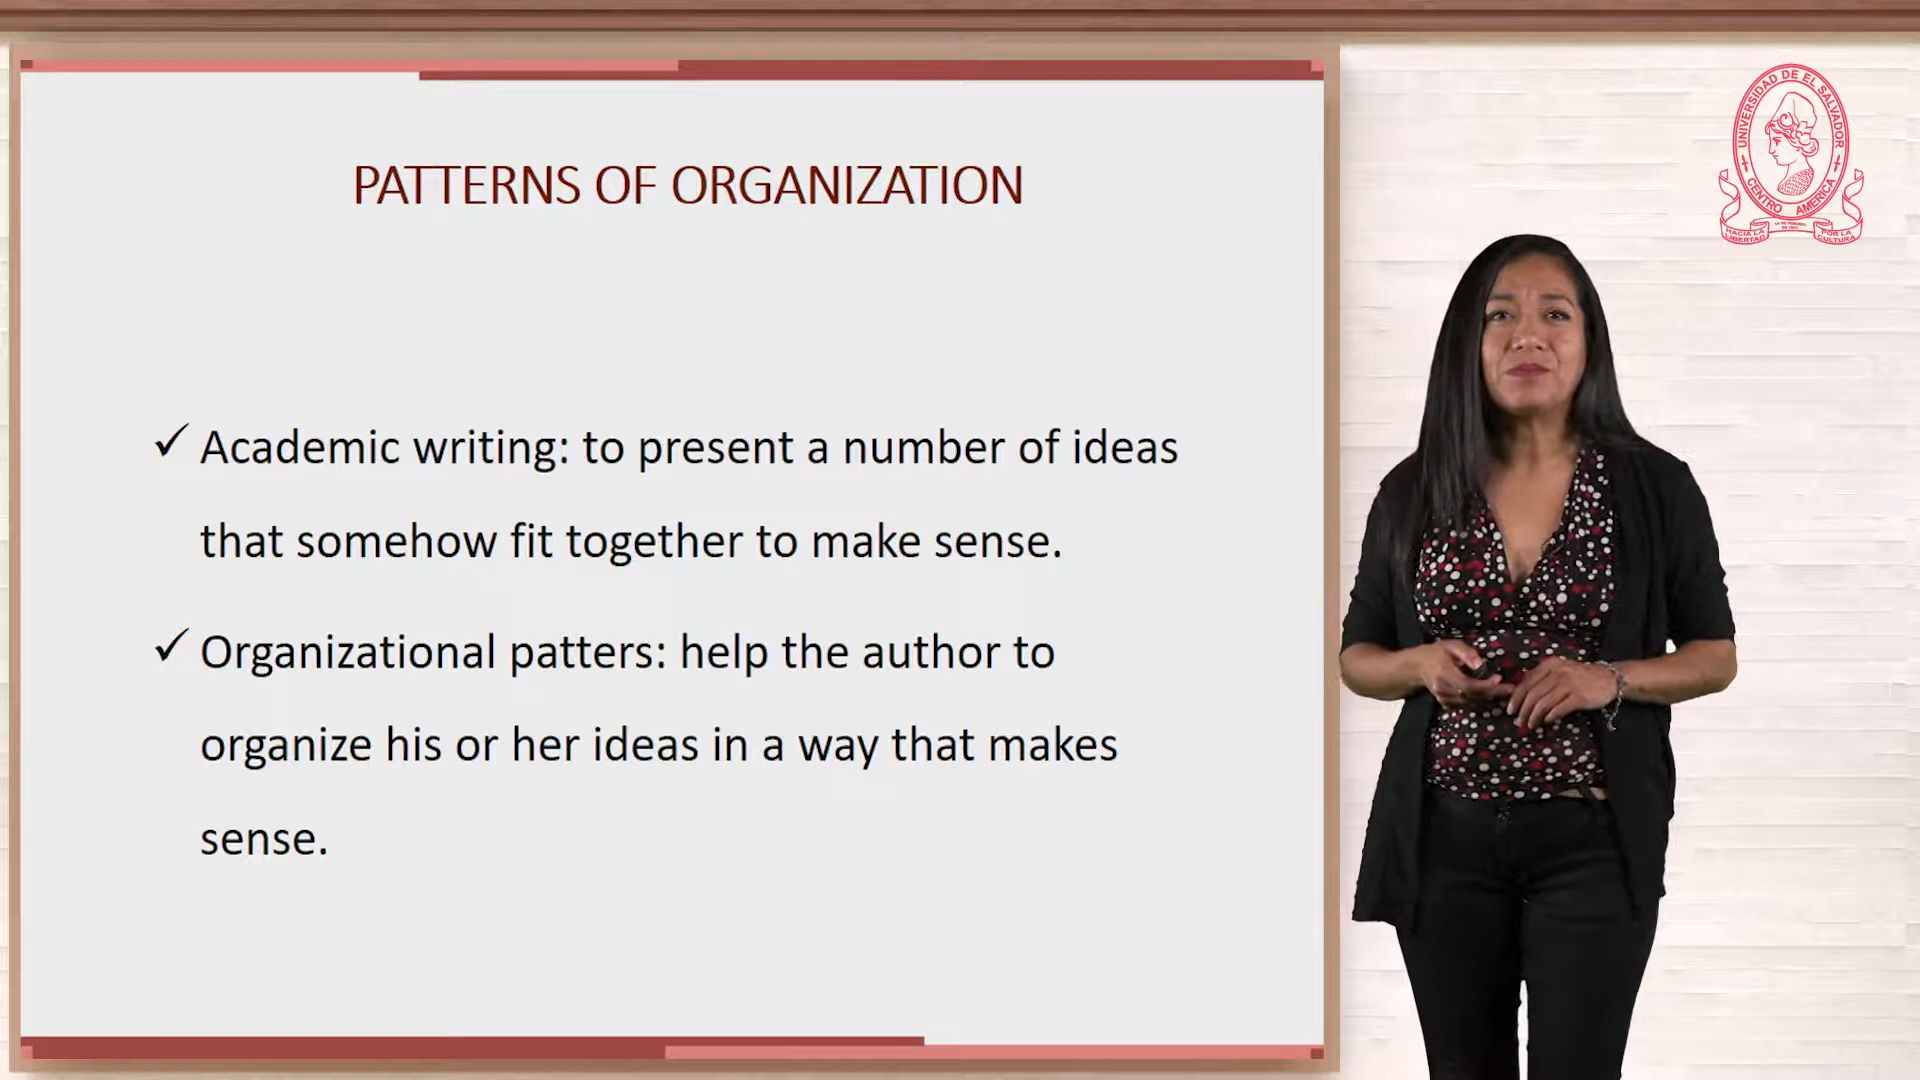 PATTERNS OF ORGANIZATION
✓ Academic writing: to present a number of ideas
that somehow fit together to make sense.
✓ Organizational patters: help the author to
organize his or her ideas in a way that makes
sense.
UNIVERSIDAD DE EL SALVADOR
CENTRO AMERICA
HACIA LA
LIBERTAD
POR LA
CULTURA